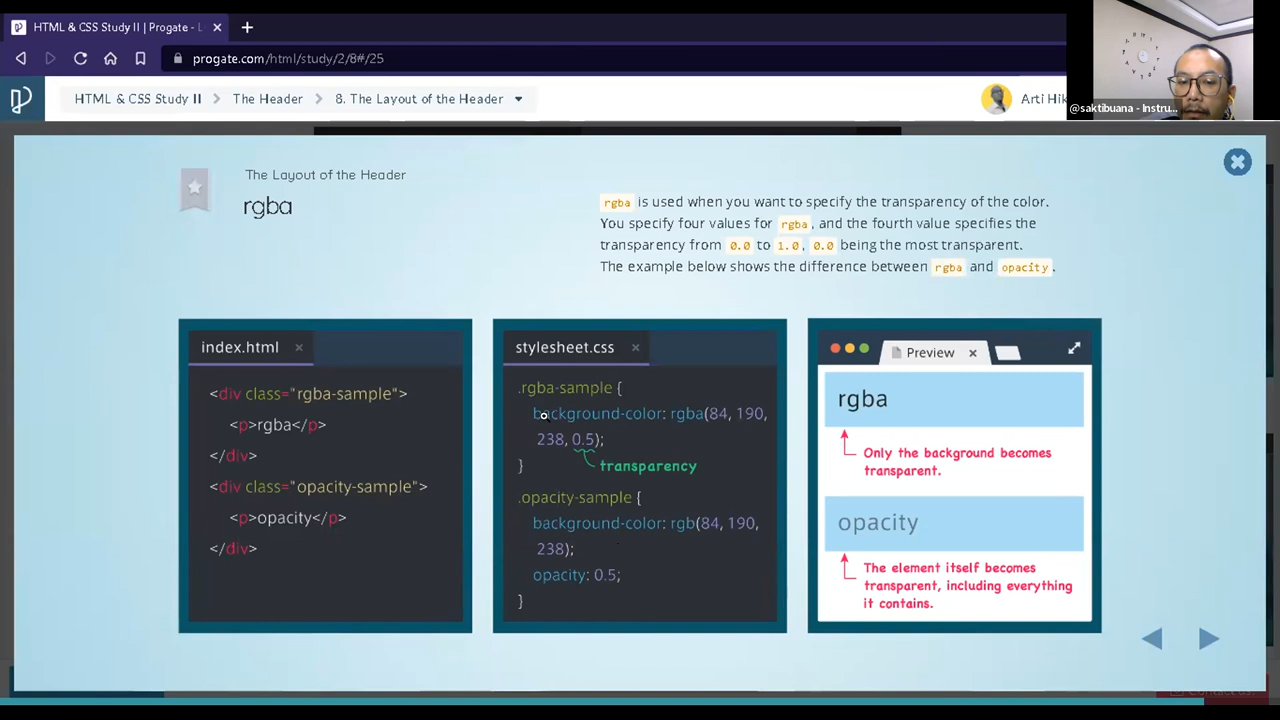 HTML & CSS Study II | Progate - L
progate.com/html/study/2/8#/25
HTML & CSS Study II
The Header
8. The Layout of the Header
Arti Hik
@saktibuana - Instru...
The Layout of the Header
rgba
rgba is used when you want to specify the transparency of the color.
You specify four values for rgba, and the fourth value specifies the
transparency from 0.0 to 1.0, 0.0 being the most transparent.
The example below shows the difference between rgba and opacity.
index.html
<div class="rgba-sample">
<p>rgba</p>
</div>
<div class="opacity-sample">
<p>opacity</p>
</div>
stylesheet.css
.rgba-sample {
background-color: rgba(84, 190,
238, 0.5);
transparency
}
.opacity-sample {
background-color: rgb(84, 190,
238);
opacity: 0.5;
}
Preview
rgba
Only the background becomes
transparent.
opacity
The element itself becomes
transparent, including everything
it contains.
Contact us!